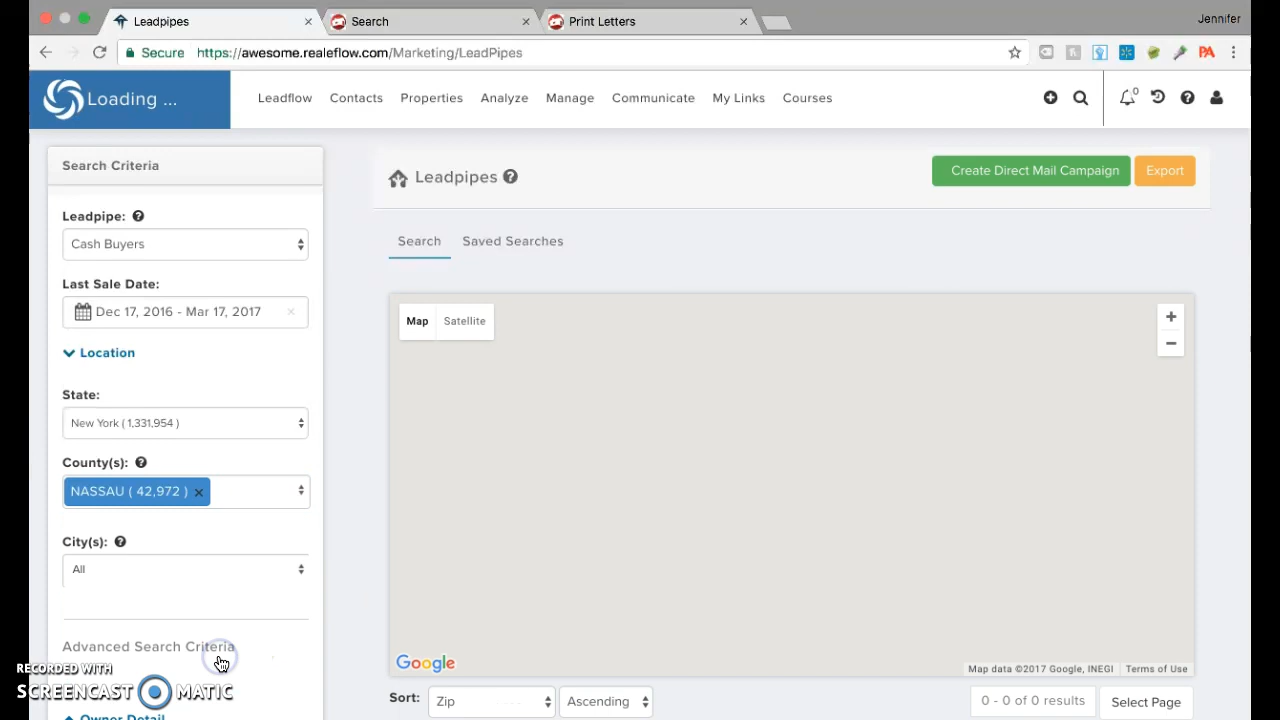 Leadpipes
Search
Print Letters
Jennifer
Secure https://awesome.realeflow.com/Marketing/LeadPipes
PA
Loading ...
Leadflow Contacts Properties Analyze Manage Communicate My Links Courses
0
Search Criteria
Leadpipe:
Cash Buyers
Last Sale Date:
Dec 17, 2016 - Mar 17, 2017
Location
State:
New York ( 1,331,954 )
County(s):
NASSAU ( 42,972 ) ×
City(s):
All
Advanced Search Criteria
Owner Detail
Leadpipes
Create Direct Mail Campaign Export
Search Saved Searches
Map Satellite
+
−
Google
Map data ©2017 Google, INEGI Terms of Use
Sort: Zip Ascending 0 - 0 of 0 results Select Page
RECORDED WITH
SCREENCAST MATIC